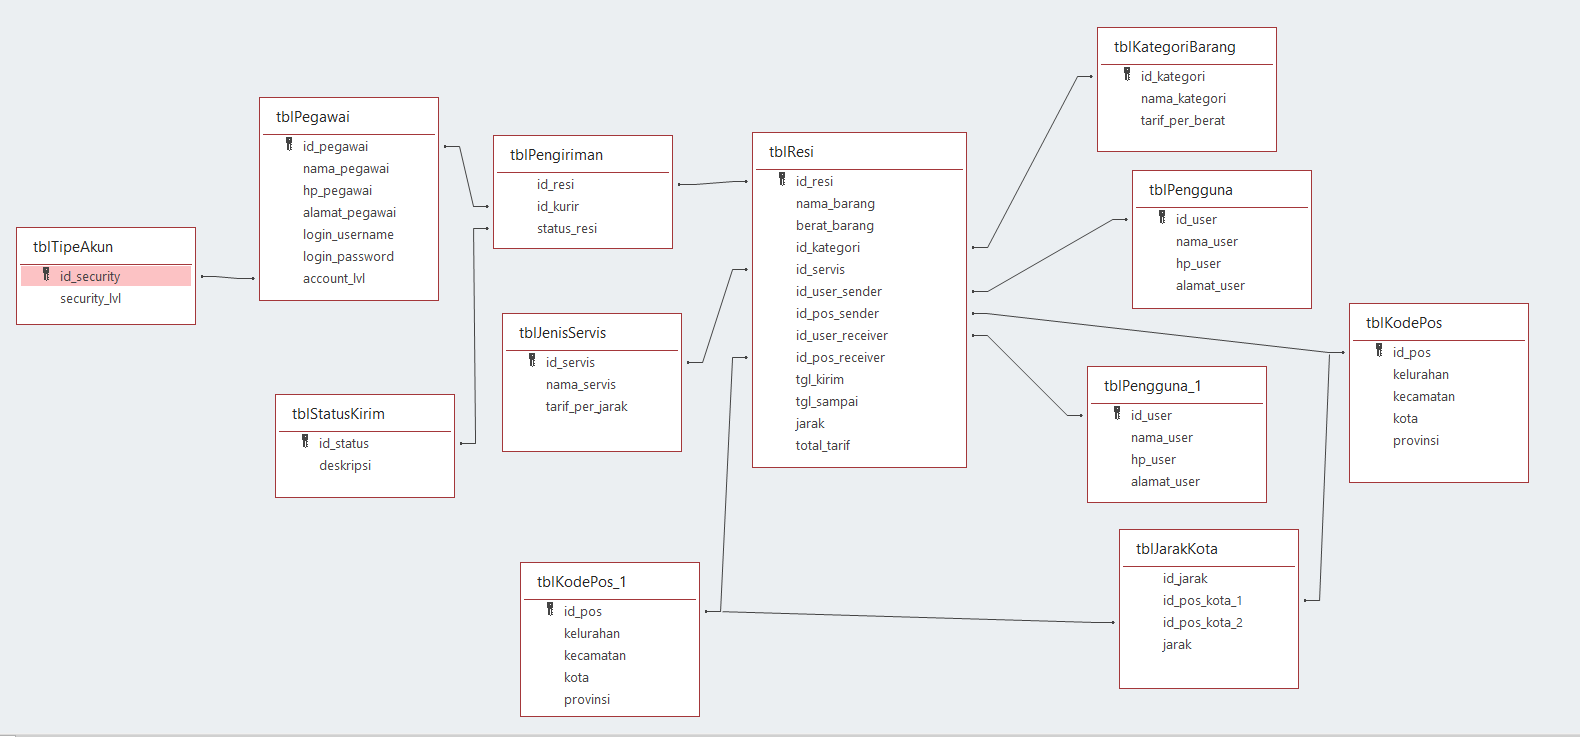 tblTipeAkun
id_security
security_lvl
tblPegawai
id_pegawai
nama_pegawai
hp_pegawai
alamat_pegawai
login_username
login_password
account_lvl
tblStatusKirim
id_status
deskripsi
tblPengiriman
id_resi
id_kurir
status_resi
tblJenisServis
id_servis
nama_servis
tarif_per_jarak
tblKodePos_1
id_pos
kelurahan
kecamatan
kota
provinsi
tblResi
id_resi
nama_barang
berat_barang
id_kategori
id_servis
id_user_sender
id_pos_sender
id_user_receiver
id_pos_receiver
tgl_kirim
tgl_sampai
jarak
total_tarif
tblKategoriBarang
id_kategori
nama_kategori
tarif_per_berat
tblPengguna
id_user
nama_user
hp_user
alamat_user
tblPengguna_1
id_user
nama_user
hp_user
alamat_user
tblKodePos
id_pos
kelurahan
kecamatan
kota
provinsi
tblJarakKota
id_jarak
id_pos_kota_1
id_pos_kota_2
jarak